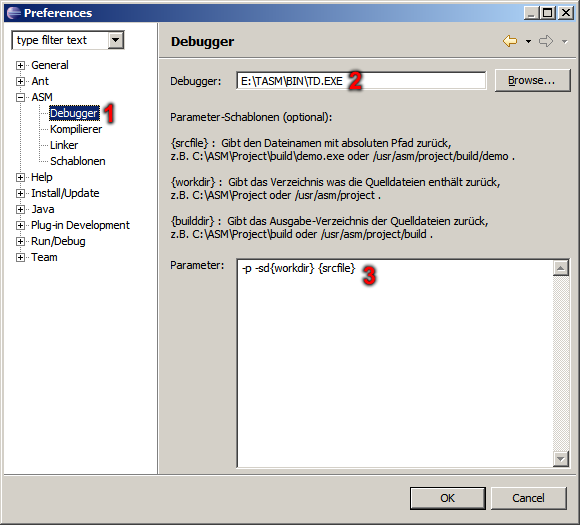 Preferences
type filter text
Debugger
General
Ant
ASM
Debugger 1
Kompilierer
Linker
Schablonen
Help
Install/Update
Java
Plug-in Development
Run/Debug
Team
Debugger: E:\TASM\BIN\TD.EXE 2 Browse...
Parameter-Schablonen (optional):
{srcfile} : Gibt den Dateinamen mit absoluten Pfad zurück,
z.B. C:\ASM\Project\build\demo.exe oder /usr/asm/project/build/demo .
{workdir} : Gibt das Verzeichnis was die Quelldateien enthält zurück,
z.B. C:\ASM\Project oder /usr/asm/project .
{builddir} : Gibt das Ausgabe-Verzeichnis der Quelldateien zurück,
z.B. C:\ASM\Project\build oder /usr/asm/project/build .
Parameter: -p -sd{workdir} {srcfile} 3
OK Cancel